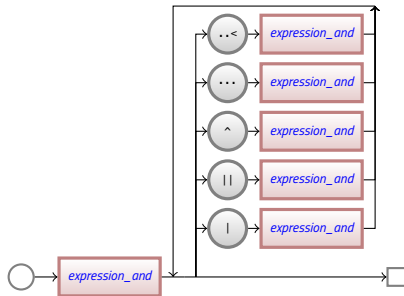 ..< expression_and
... expression_and
^ expression_and
|| expression_and
| expression_and
expression_and